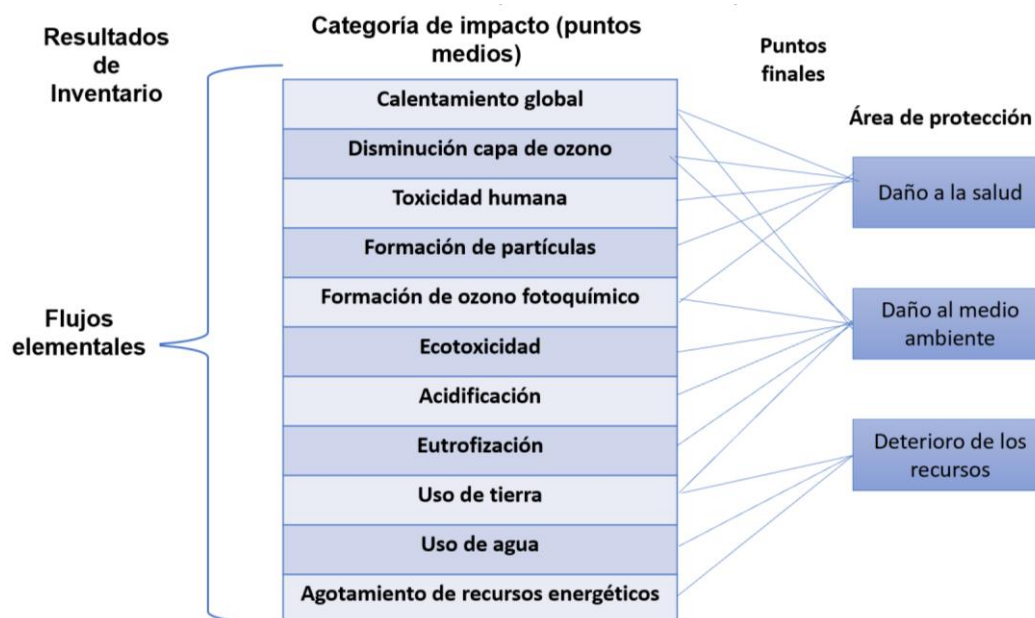 Resultados
de
Inventario
Categoría de impacto (puntos
medios)
Puntos
finales
Área de protección
Flujos
elementales
Calentamiento global
Disminución capa de ozono
Toxicidad humana
Formación de partículas
Formación de ozono fotoquímico
Ecotoxicidad
Acidificación
Eutrofización
Uso de tierra
Uso de agua
Agotamiento de recursos energéticos
Daño a la salud
Daño al medio
ambiente
Deterioro de los
recursos